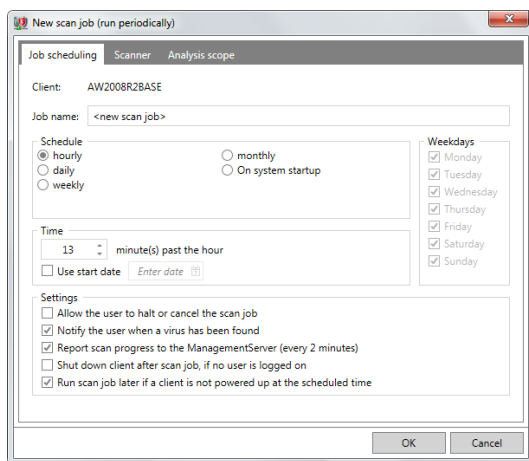 New scan job (run periodically)
Job scheduling Scanner Analysis scope
Client: AW2008R2BASE
Job name: <new scan job>
Schedule
hourly
daily
weekly
monthly
On system startup
Weekdays
Monday
Tuesday
Wednesday
Thursday
Friday
Saturday
Sunday
Time
13 minute(s) past the hour
Use start date Enter date
Settings
Allow the user to halt or cancel the scan job
Notify the user when a virus has been found
Report scan progress to the ManagementServer (every 2 minutes)
Shut down client after scan job, if no user is logged on
Run scan job later if a client is not powered up at the scheduled time
OK Cancel